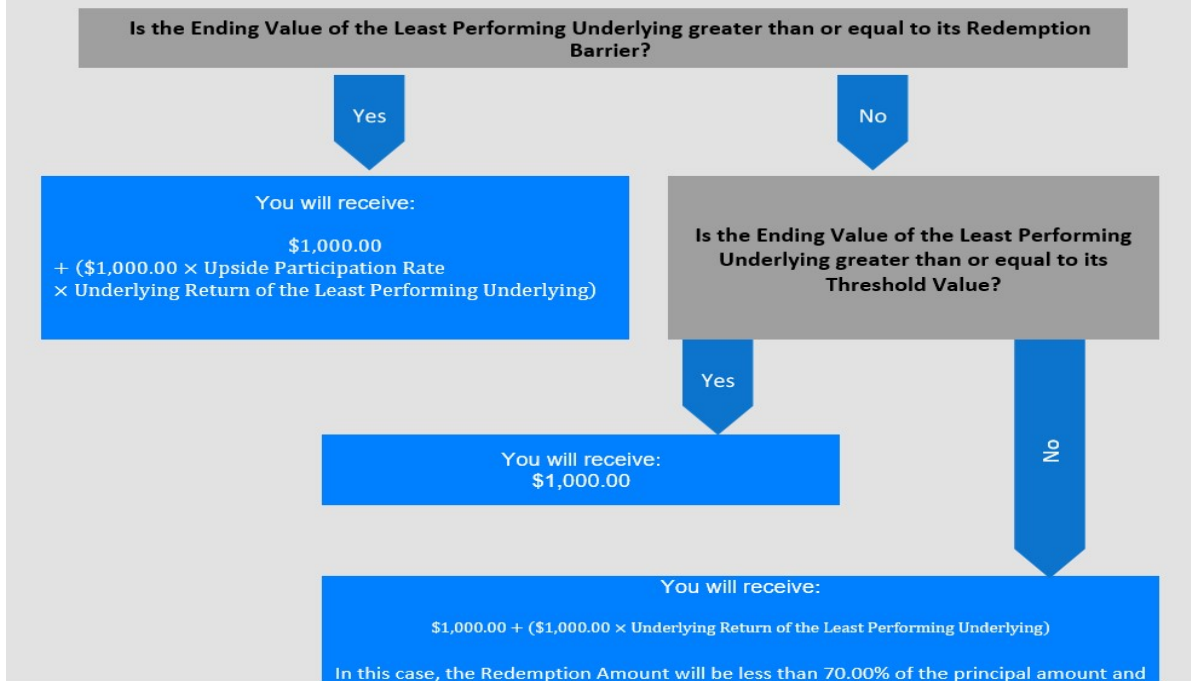 Is the Ending Value of the Least Performing Underlying greater than or equal to its Redemption
Barrier?
Yes
No
You will receive:
$1,000.00
+ ($1,000.00 × Upside Participation Rate
× Underlying Return of the Least Performing Underlying)
Is the Ending Value of the Least Performing
Underlying greater than or equal to its
Threshold Value?
Yes
No
You will receive:
$1,000.00
You will receive:
$1,000.00 + ($1,000.00 × Underlying Return of the Least Performing Underlying)
In this case, the Redemption Amount will be less than 70.00% of the principal amount and